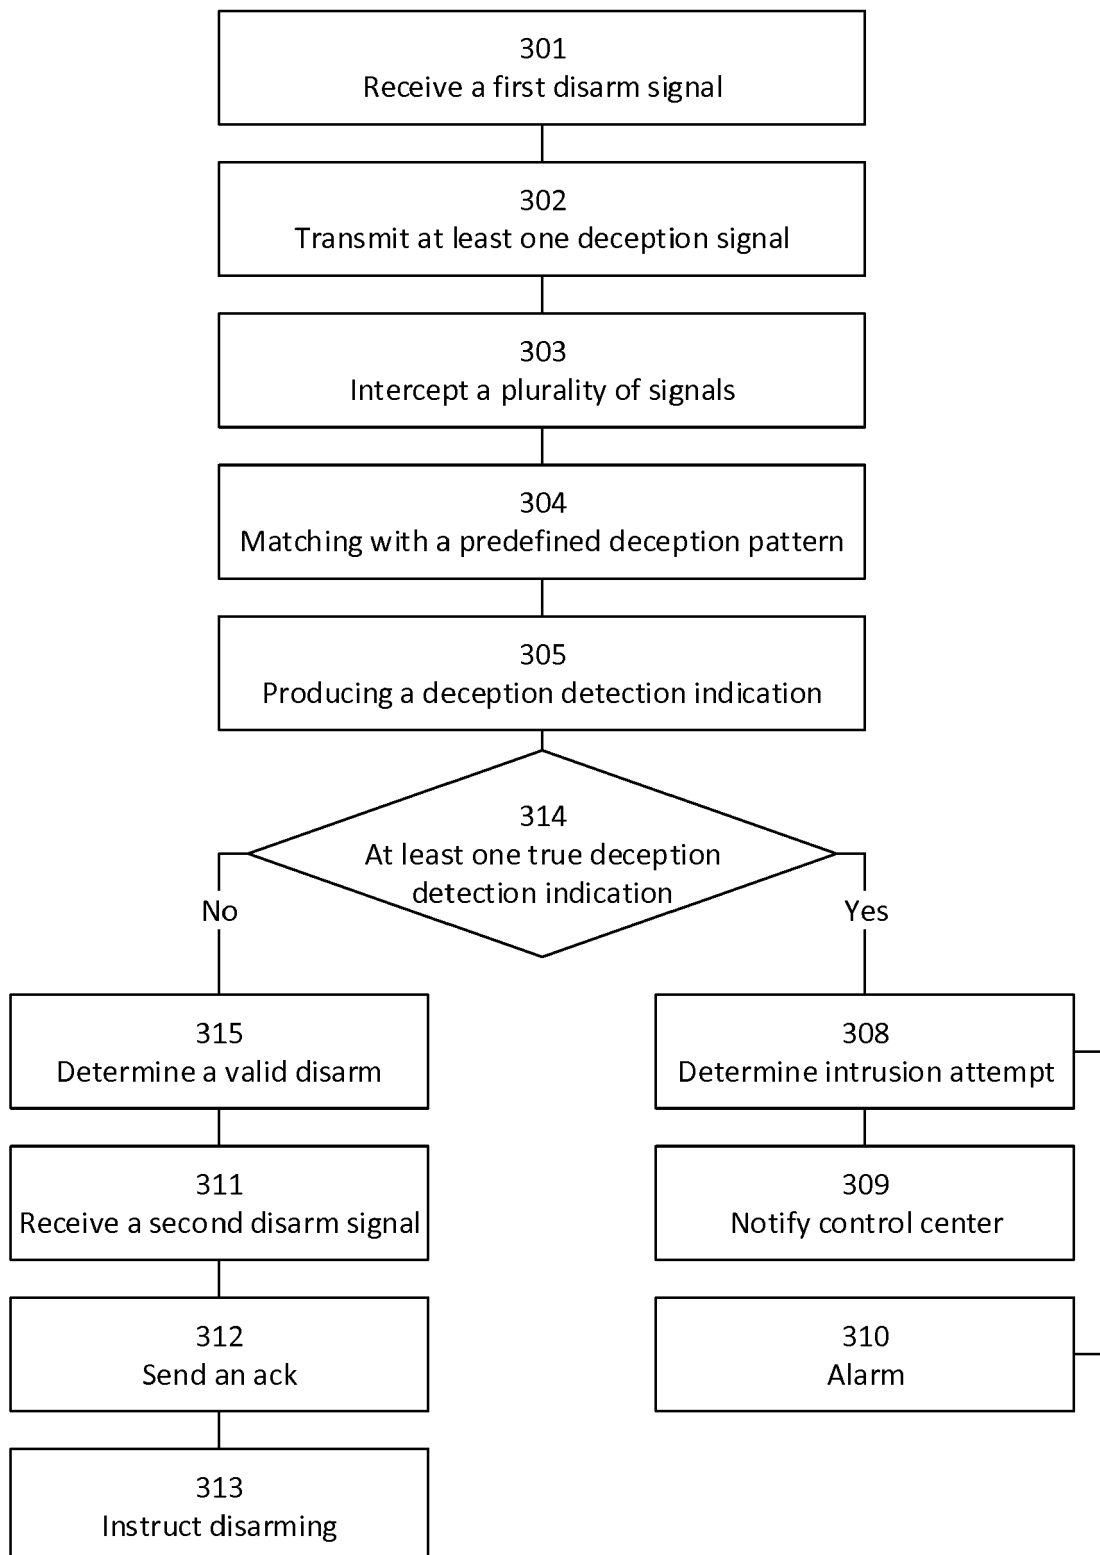 301
Receive a first disarm signal
302
Transmit at least one deception signal
303
Intercept a plurality of signals
304
Matching with a predefined deception pattern
305
Producing a deception detection indication
314
At least one true deception
detection indication
No
Yes
315
Determine a valid disarm
308
Determine intrusion attempt
311
Receive a second disarm signal
309
Notify control center
312
Send an ack
310
Alarm
313
Instruct disarming